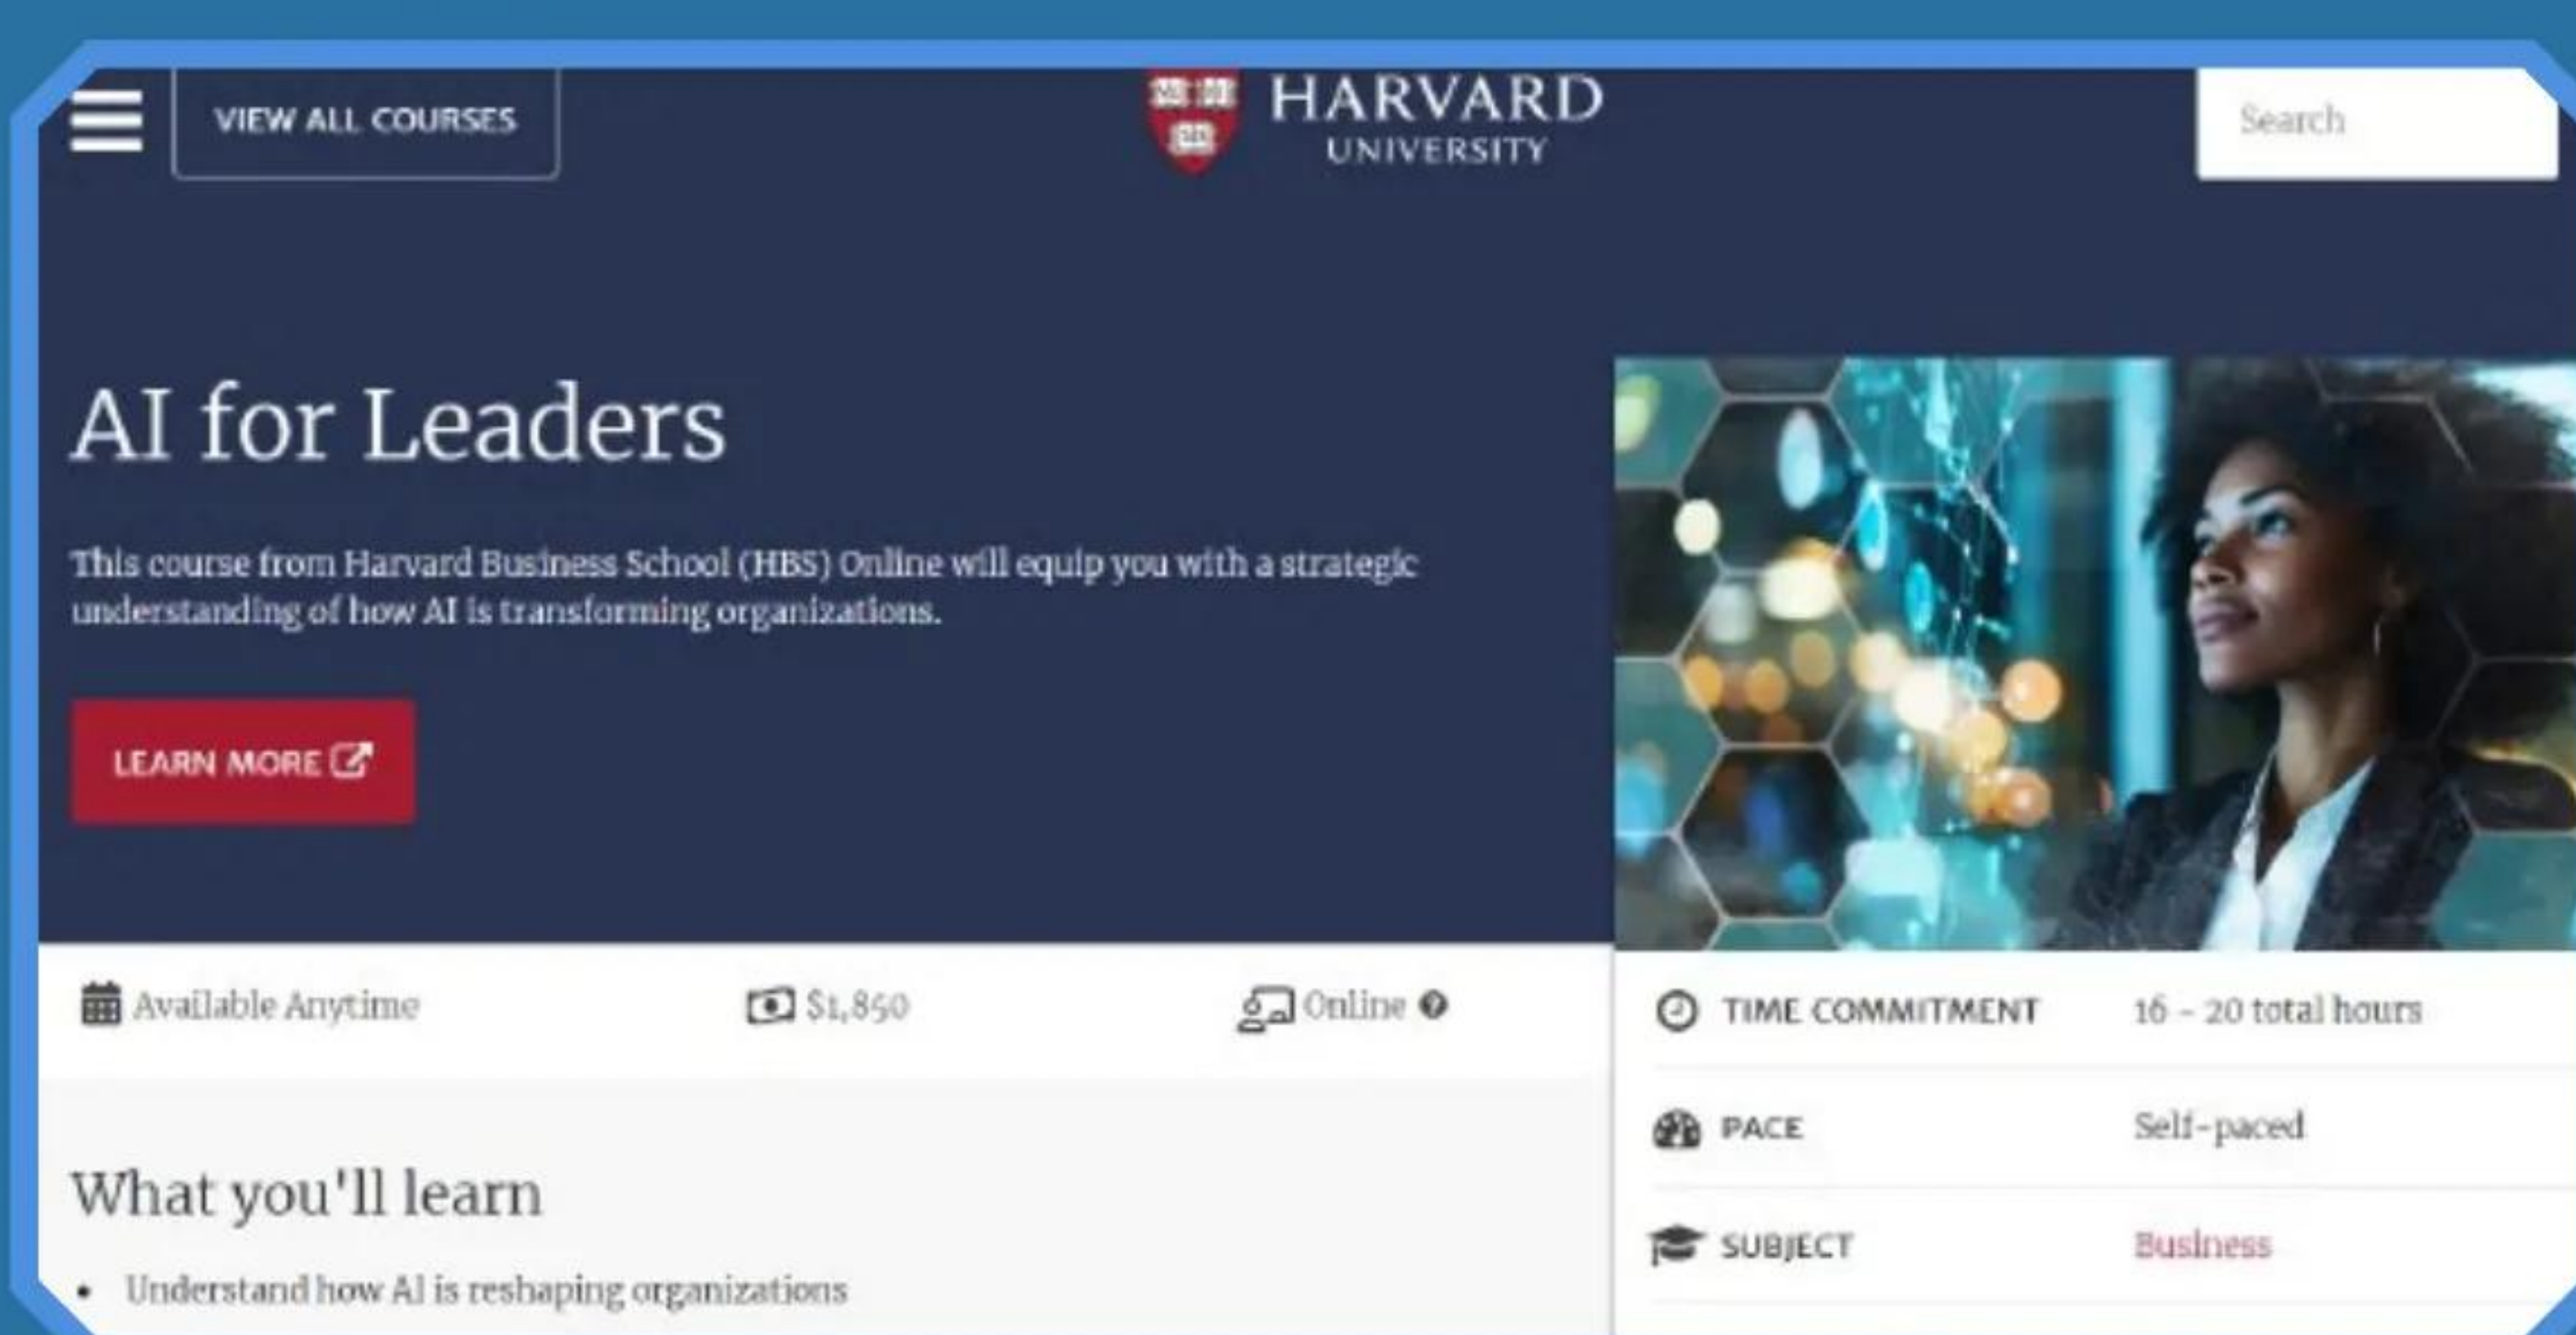 VIEW ALL COURSES
HARVARD
UNIVERSITY
Search
AI for Leaders
This course from Harvard Business School (HBS) Online will equip you with a strategic
understanding of how AI is transforming organizations.
LEARN MORE
Available Anytime
$1,850
Online
What you'll learn
• Understand how AI is reshaping organizations
TIME COMMITMENT 16 - 20 total hours
PACE Self-paced
SUBJECT Business